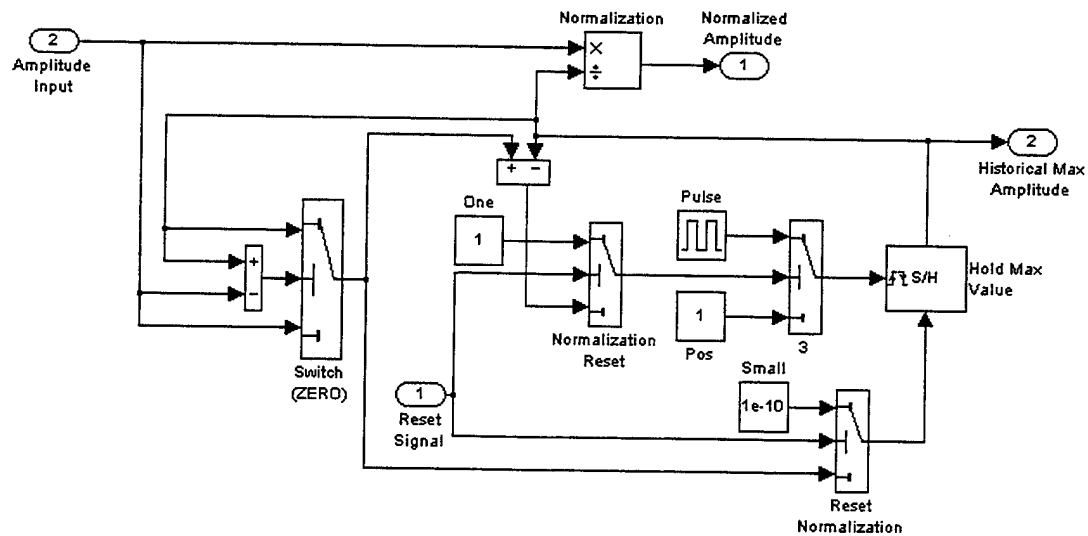 Normalization
Normalized
Amplitude
2
×
÷
1
Amplitude
Input
+ −
2
Historical Max
Amplitude
One
Pulse
1
+
−
S/H
Hold Max
Value
1
Normalization
Reset
Pos
3
Switch
(ZERO)
Small
1
1e-10
Reset
Signal
Reset
Normalization